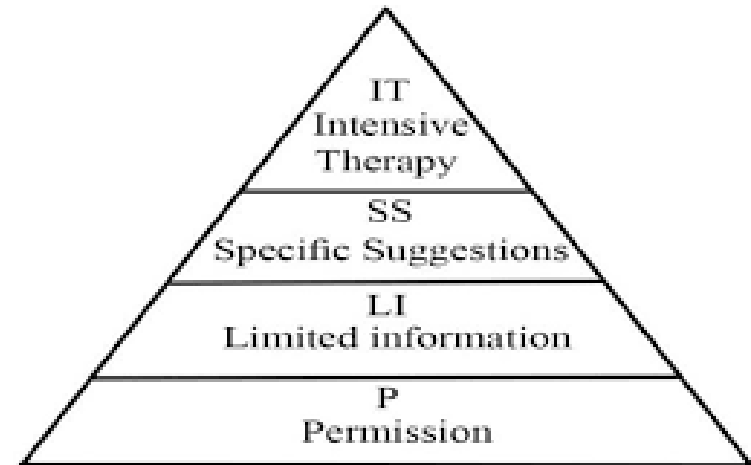 IT
Intensive
Therapy
SS
Specific Suggestions
LI
Limited information
P
Permission